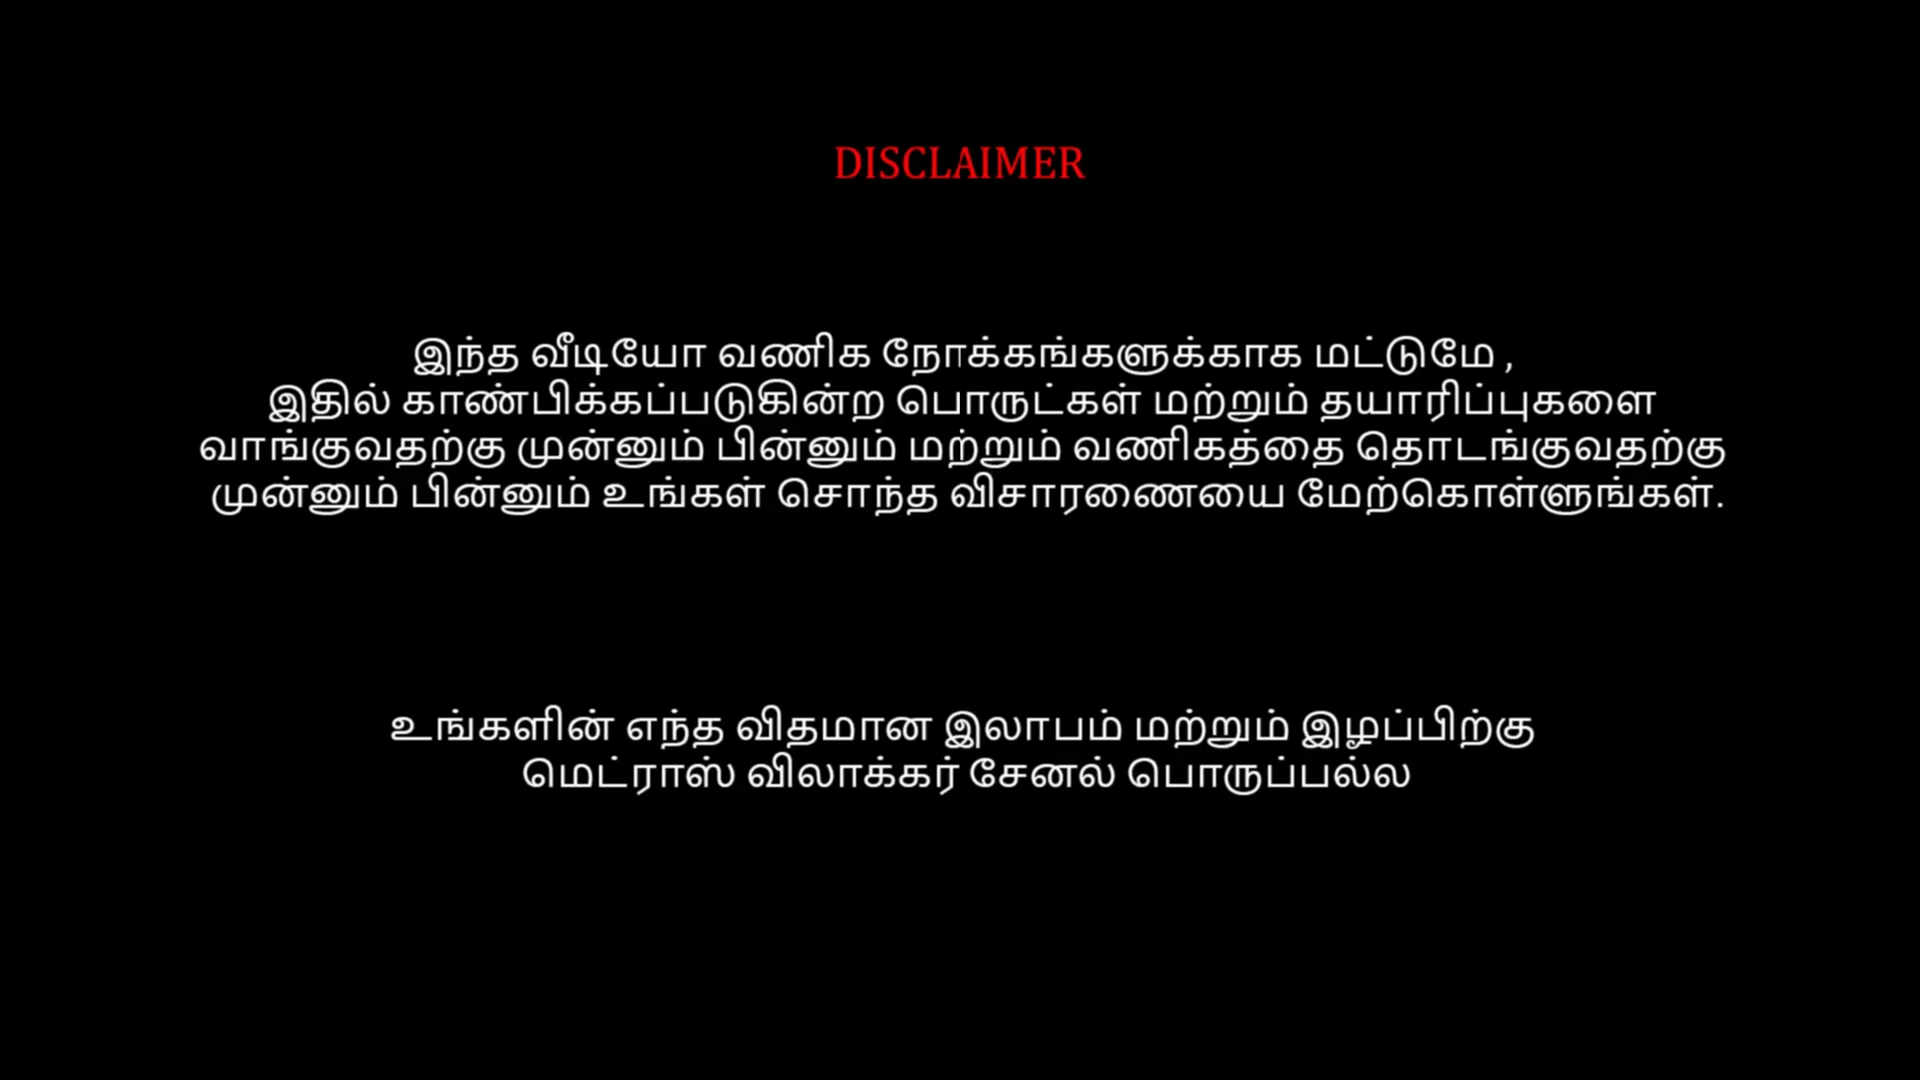 DISCLAIMER
இந்த வீடியோ வணிக நோக்கங்களுக்காக மட்டுமே ,
இதில் காண்பிக்கப்படுகின்ற பொருட்கள் மற்றும் தயாரிப்புகளை
வாங்குவதற்கு முன்னும் பின்னும் மற்றும் வணிகத்தை தொடங்குவதற்கு
முன்னும் பின்னும் உங்கள் சொந்த விசாரணையை மேற்கொள்ளுங்கள்.
உங்களின் எந்த விதமான இலாபம் மற்றும் இழப்பிற்கு
மெட்ராஸ் விலாக்கர் சேனல் பொருப்பல்ல